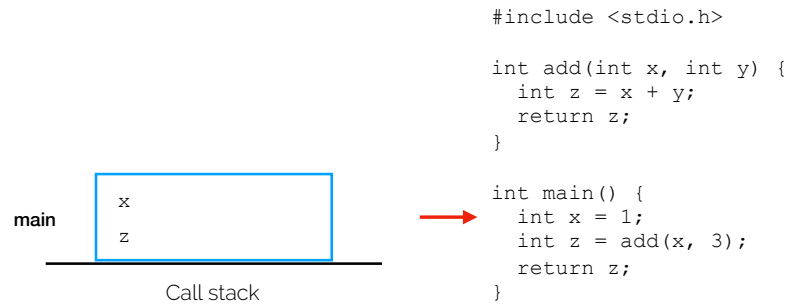 #include <stdio.h>
int add(int x, int y) {
  int z = x + y;
  return z;
}
int main() {
  int x = 1;
  int z = add(x, 3);
  return z;
}
main
x
z
Call stack